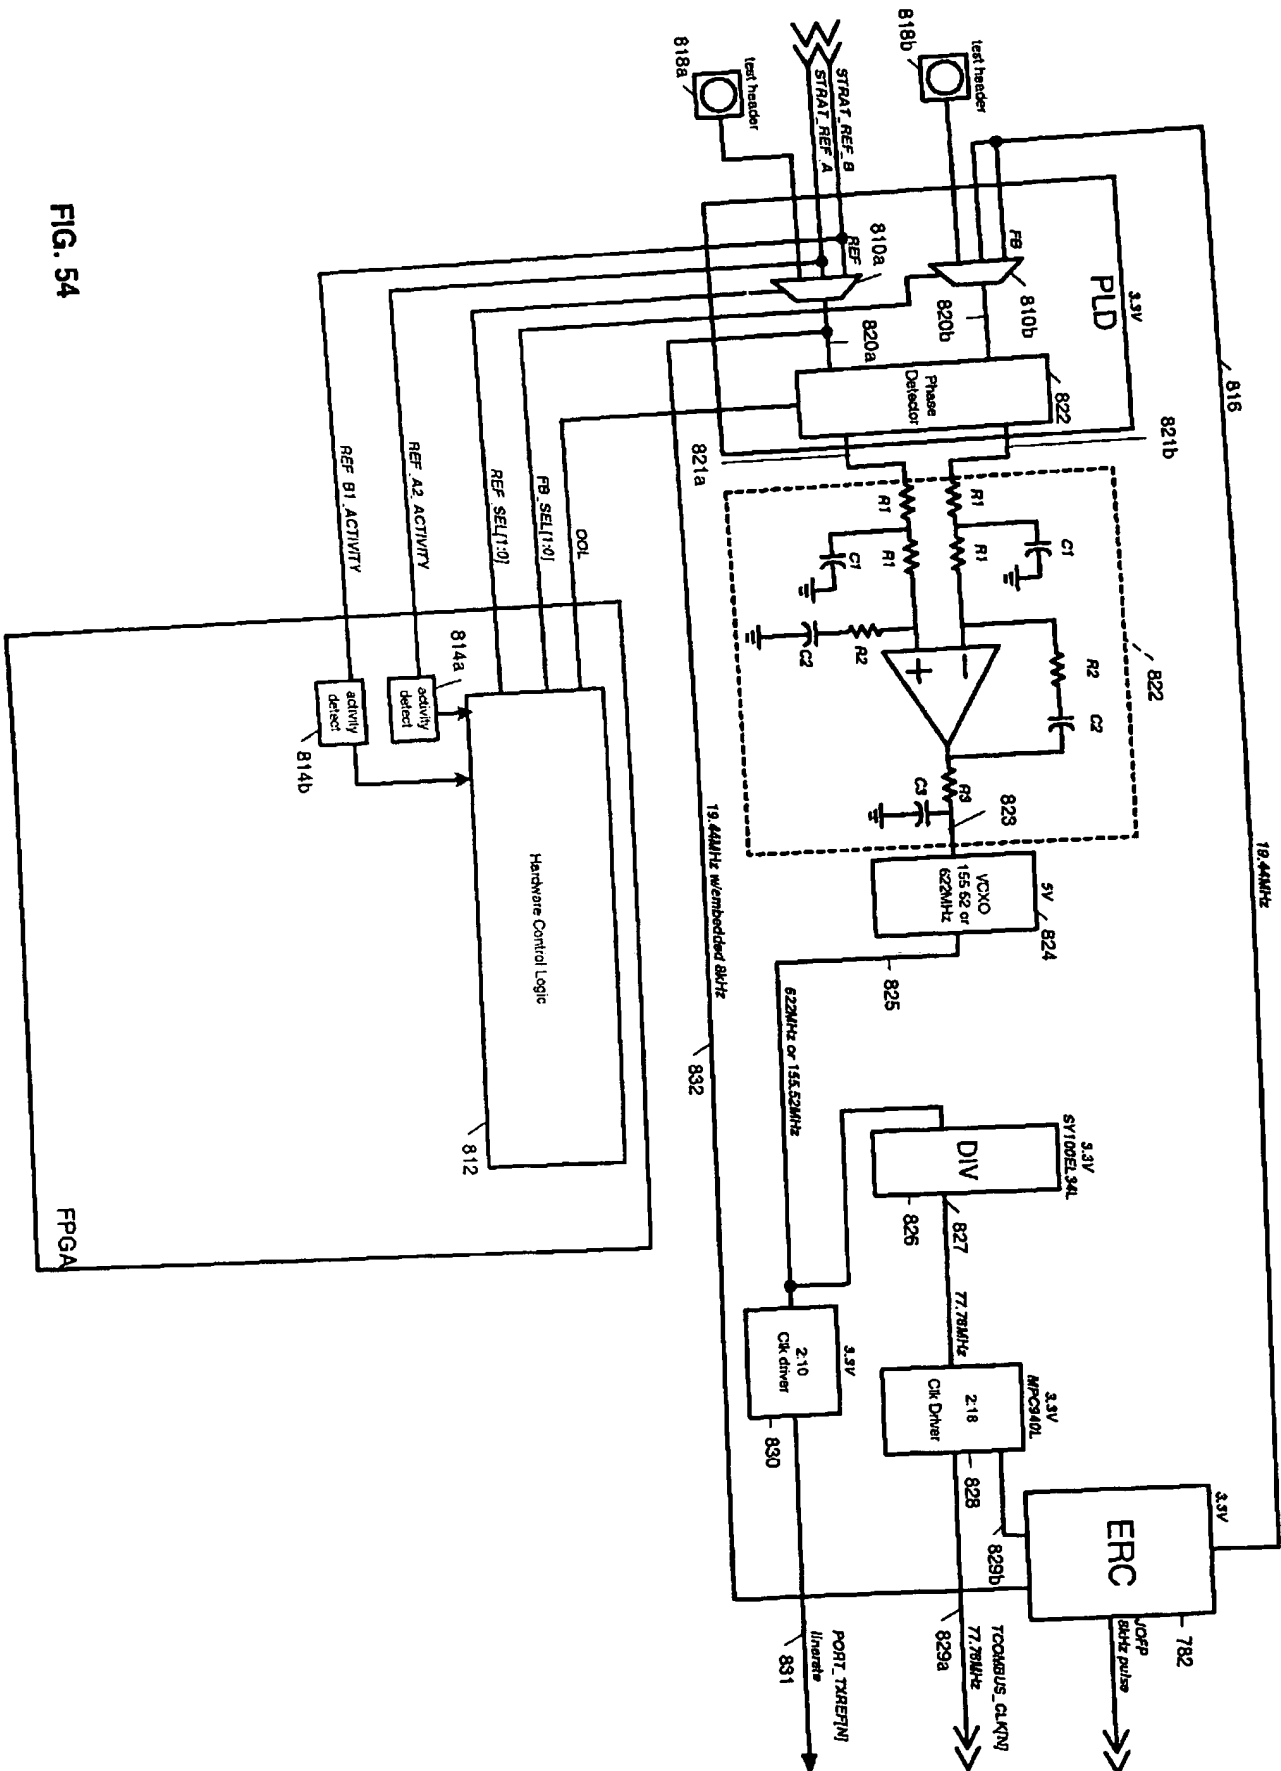 818b
test header
818a
test header
STRAT_REF_B
STRAT_REF_A
816
19.44MHz
FB
REF
810a
810b
3.3V
PLD
820b
820a
Phase
Detector
822
821b
821a
R1
R1
C1
R1
R1
C1
R2
C2
R2
C2
822
R3
C3
823
5V
VCXO
155.52 or
622MHz
824
825
622MHz or 155.52MHz
19.44MHz w/embedded 8kHz
832
3.3V
SY100EL34L
DIV
826
827
77.76MHz
3.3V
MPC940L
2:18
Clk Driver
828
829b
829a
3.3V
2:10
Clk driver
830
3.3V
ERC
782
JOFP
8kHz pulse
TCOMBUS_CLK[N]
77.76MHz
PORT_TXREF[N]
linerate
831
OOL
FB_SEL[1:0]
REF_SEL[1:0]
REF_A2_ACTIVITY
REF_B1_ACTIVITY
814a
activity
detect
activity
detect
814b
Hardware Control Logic
812
FPGA
FIG. 54